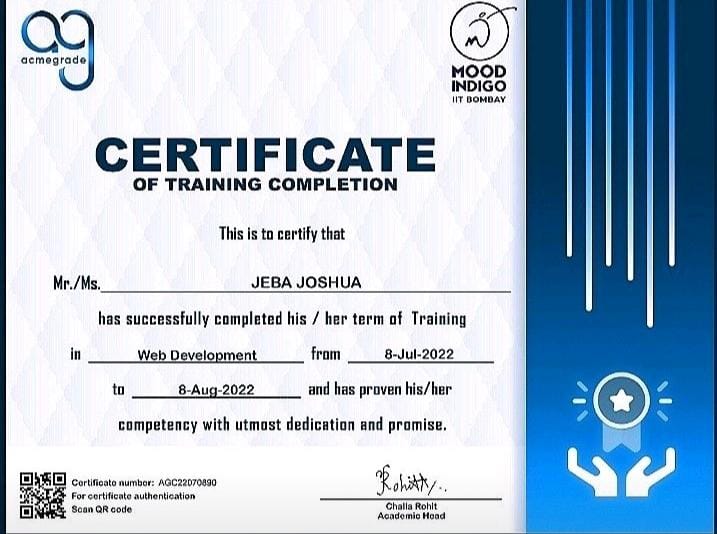 acmegrade
MOOD
INDIGO
IIT BOMBAY
CERTIFICATE
OF TRAINING COMPLETION
This is to certify that
Mr./Ms. JEBA JOSHUA
has successfully completed his / her term of Training
in Web Development from 8-Jul-2022
to 8-Aug-2022 and has proven his/her
competency with utmost dedication and promise.
Certificate number: AGC22070890
For certificate authentication
Scan QR code
Rohith
Challa Rohit
Academic Head